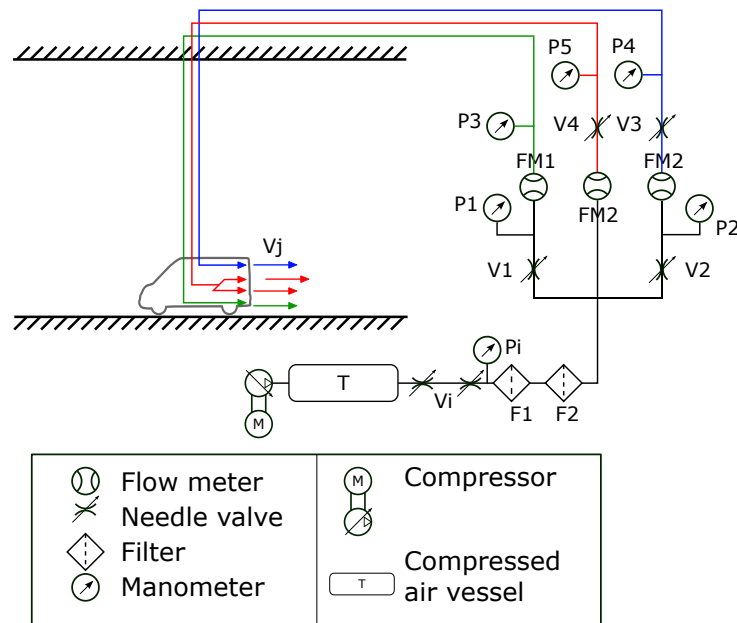 P5
P4
P3
V4
V3
FM1
FM2
P1
FM2
P2
Vj
V1
V2
Pi
T
Vi
F1
F2
M
Flow meter
Needle valve
Filter
Manometer
M
Compressor
T
Compressed
air vessel